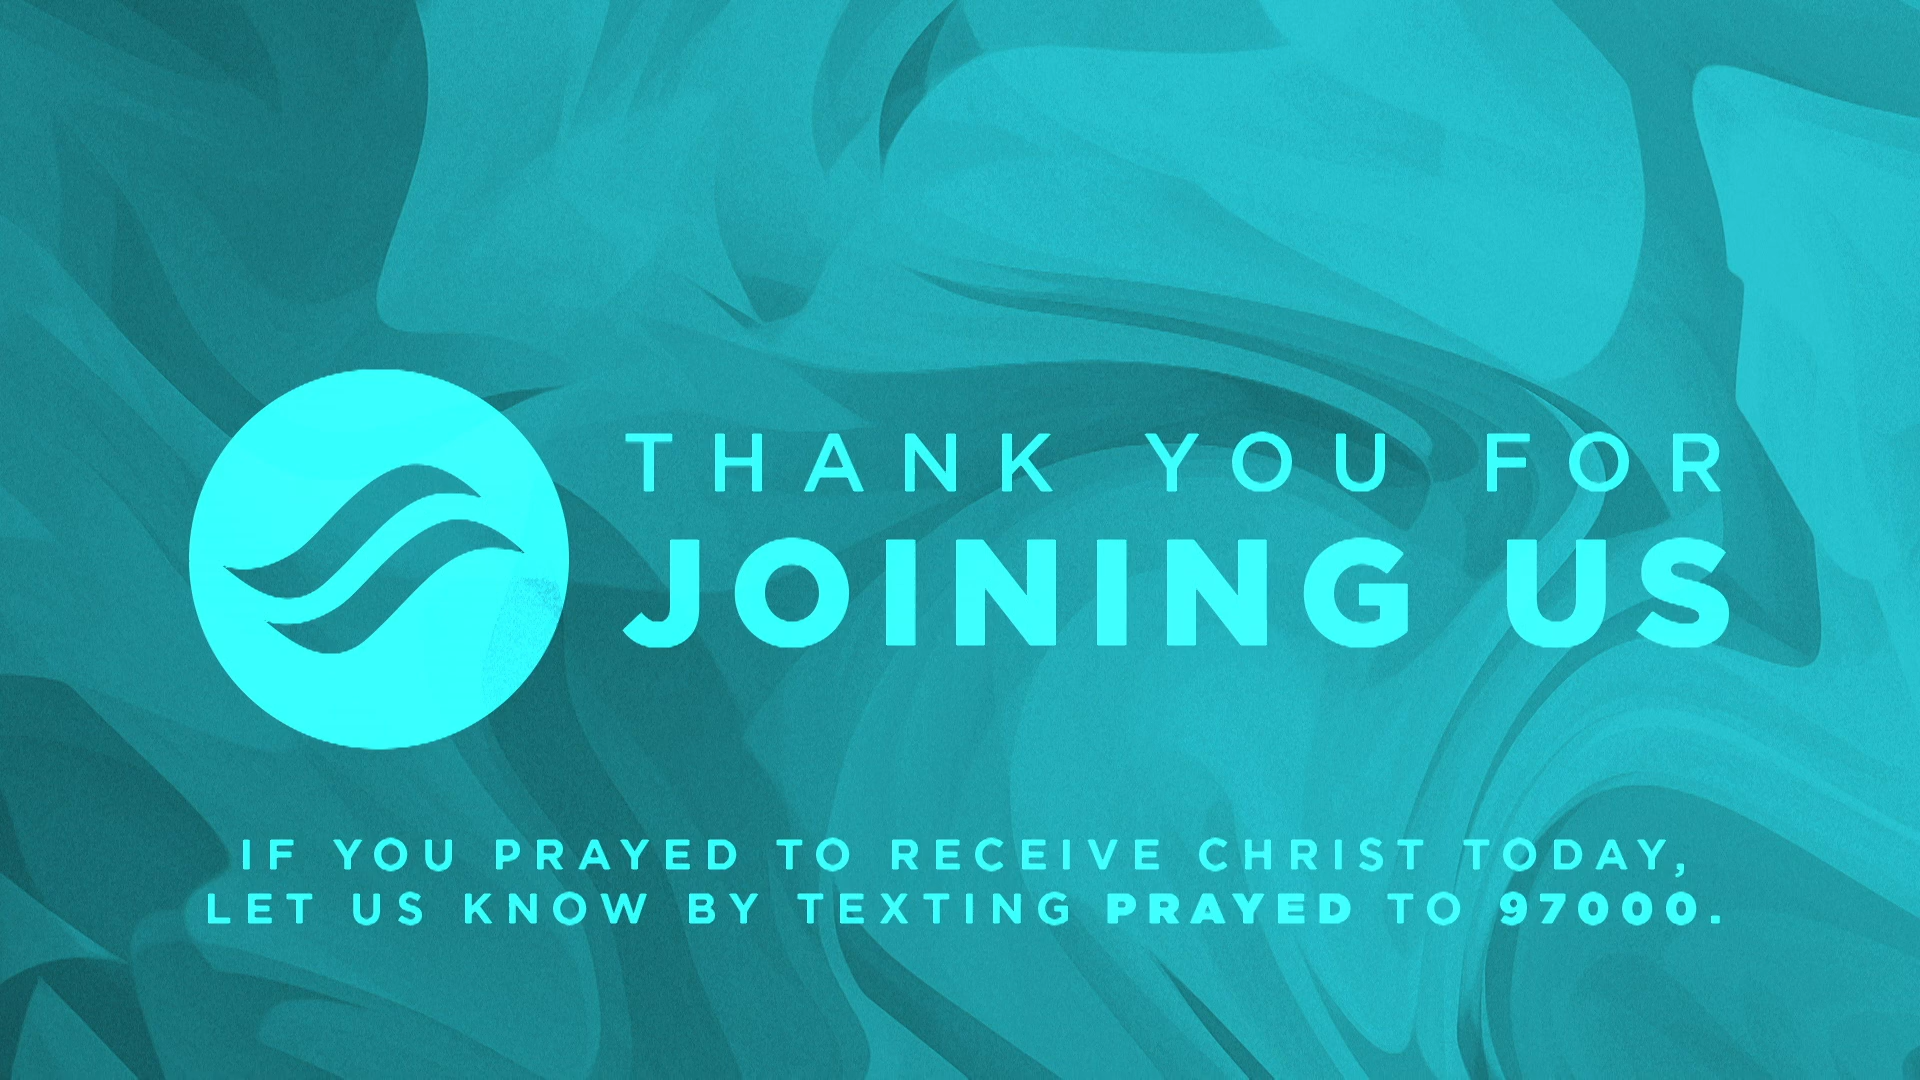 THANK YOU FOR
JOINING US
IF YOU PRAYED TO RECEIVE CHRIST TODAY,
LET US KNOW BY TEXTING PRAYED TO 97000.